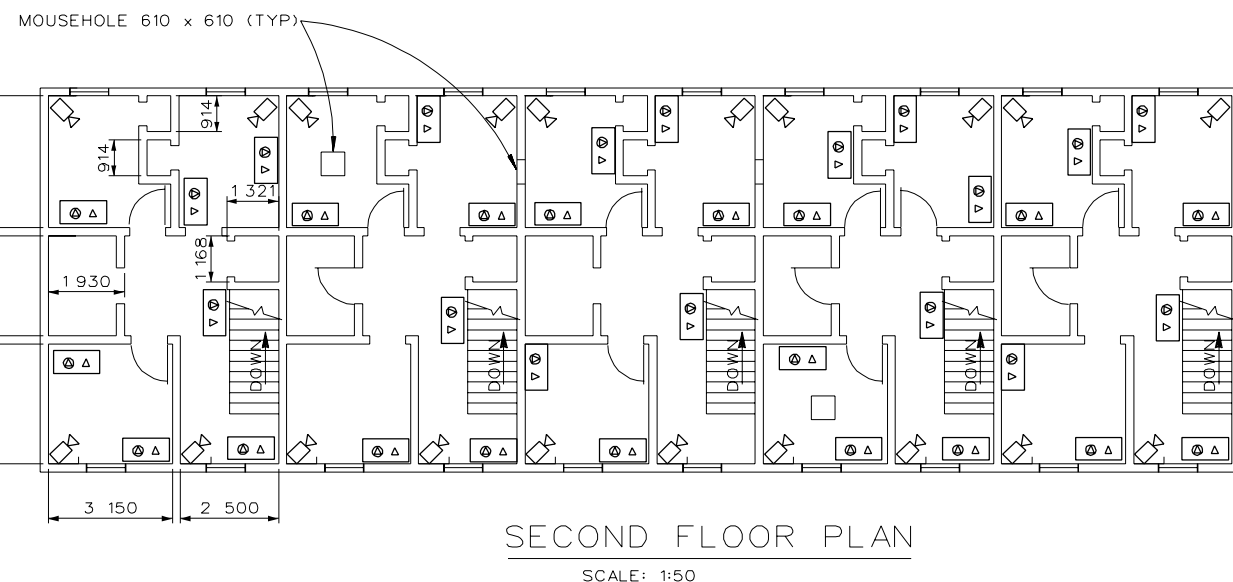 MOUSEHOLE 610 x 610 (TYP)
914
914
1 321
1 168
1 930
DOWN
DOWN
DOWN
DOWN
DOWN
3 150
2 500
SECOND FLOOR PLAN
SCALE: 1:50